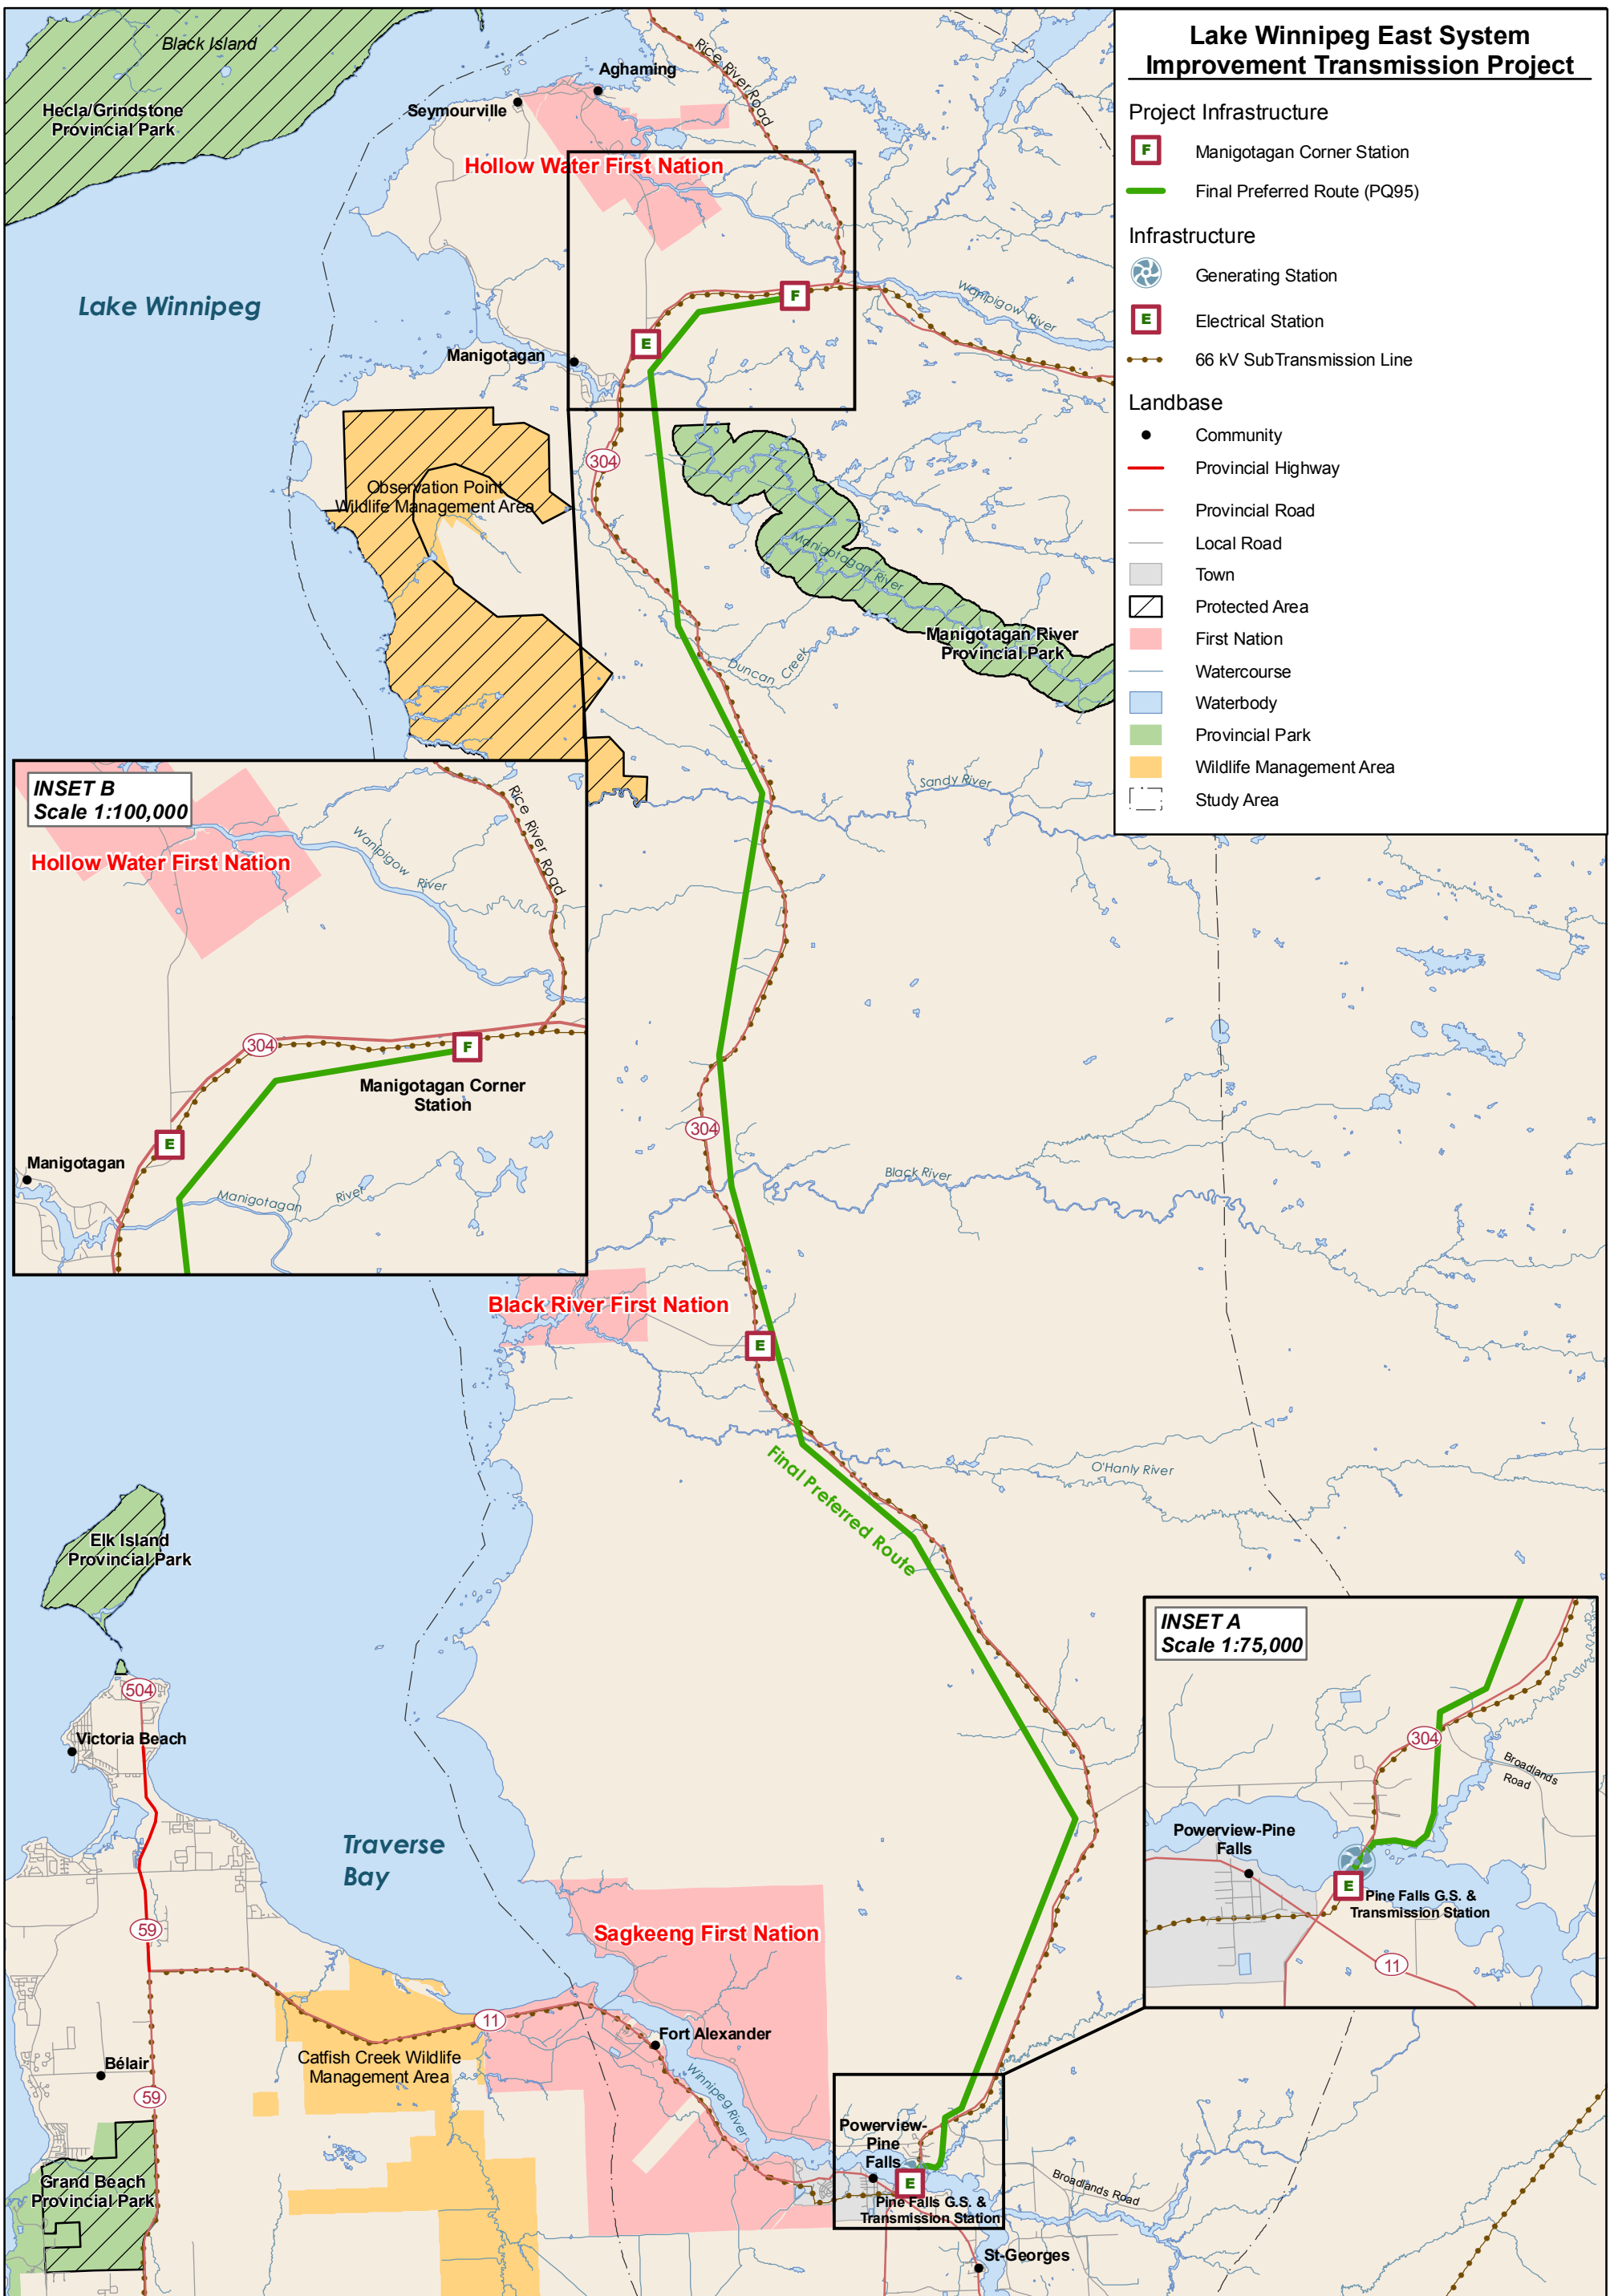 Lake Winnipeg East System
Improvement Transmission Project
Project Infrastructure
F
Manigotagan Corner Station
Final Preferred Route (PQ95)
Infrastructure
Generating Station
E
Electrical Station
66 kV SubTransmission Line
Landbase
Community
Provincial Highway
Provincial Road
Local Road
Town
Protected Area
First Nation
Watercourse
Waterbody
Provincial Park
Wildlife Management Area
Study Area
Black Island
Hecla/Grindstone
Provincial Park
Aghaming
Seymourville
Rice River Road
Hollow Water First Nation
Lake Winnipeg
F
Wanipigow River
E
Manigotagan
304
Observation Point
Wildlife Management Area
Manigotagan River
Manigotagan River
Provincial Park
Duncan Creek
Sandy River
INSET B
Scale 1:100,000
Hollow Water First Nation
Rice River Road
Wanipigow
River
304
F
Manigotagan Corner
Station
E
Manigotagan
Manigotagan
River
304
Black River
Black River First Nation
E
Final Preferred Route
O'Hanly River
Elk Island
Provincial Park
504
Victoria Beach
Traverse
Bay
59
Sagkeeng First Nation
11
Fort Alexander
Catfish Creek Wildlife
Management Area
Bélair
59
Winnipeg River
Grand Beach
Provincial Park
Powerview-
Pine
Falls
E
Pine Falls G.S. &
Transmission Station
Broadlands Road
St-Georges
INSET A
Scale 1:75,000
304
Broadlands
Road
Powerview-Pine
Falls
E
Pine Falls G.S. &
Transmission Station
11